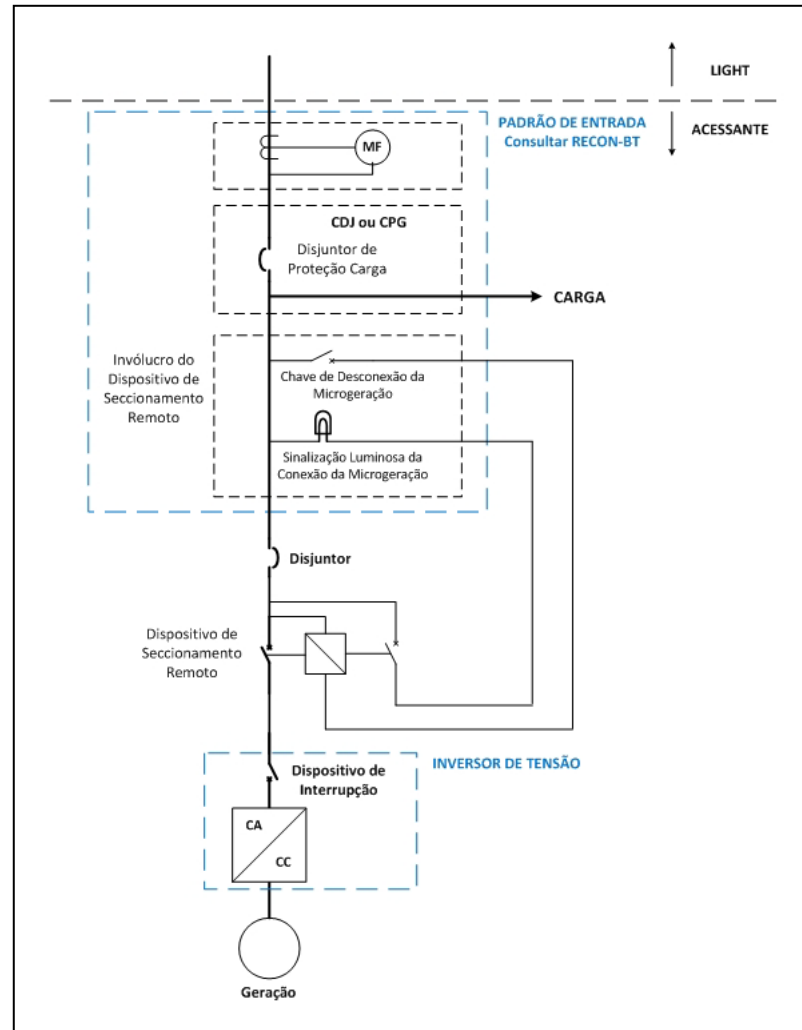 LIGHT
PADRÃO DE ENTRADA
Consultar RECON-BT
ACESSANTE
MF
CDJ ou CPG
Disjuntor de
Proteção Carga
CARGA
Invólucro do
Dispositivo de
Seccionamento
Remoto
Chave de Desconexão da
Microgeração
Sinalização Luminosa da
Conexão da Microgeração
Disjuntor
Dispositivo de
Seccionamento
Remoto
INVERSOR DE TENSÃO
Dispositivo de
Interrupção
CA
CC
Geração